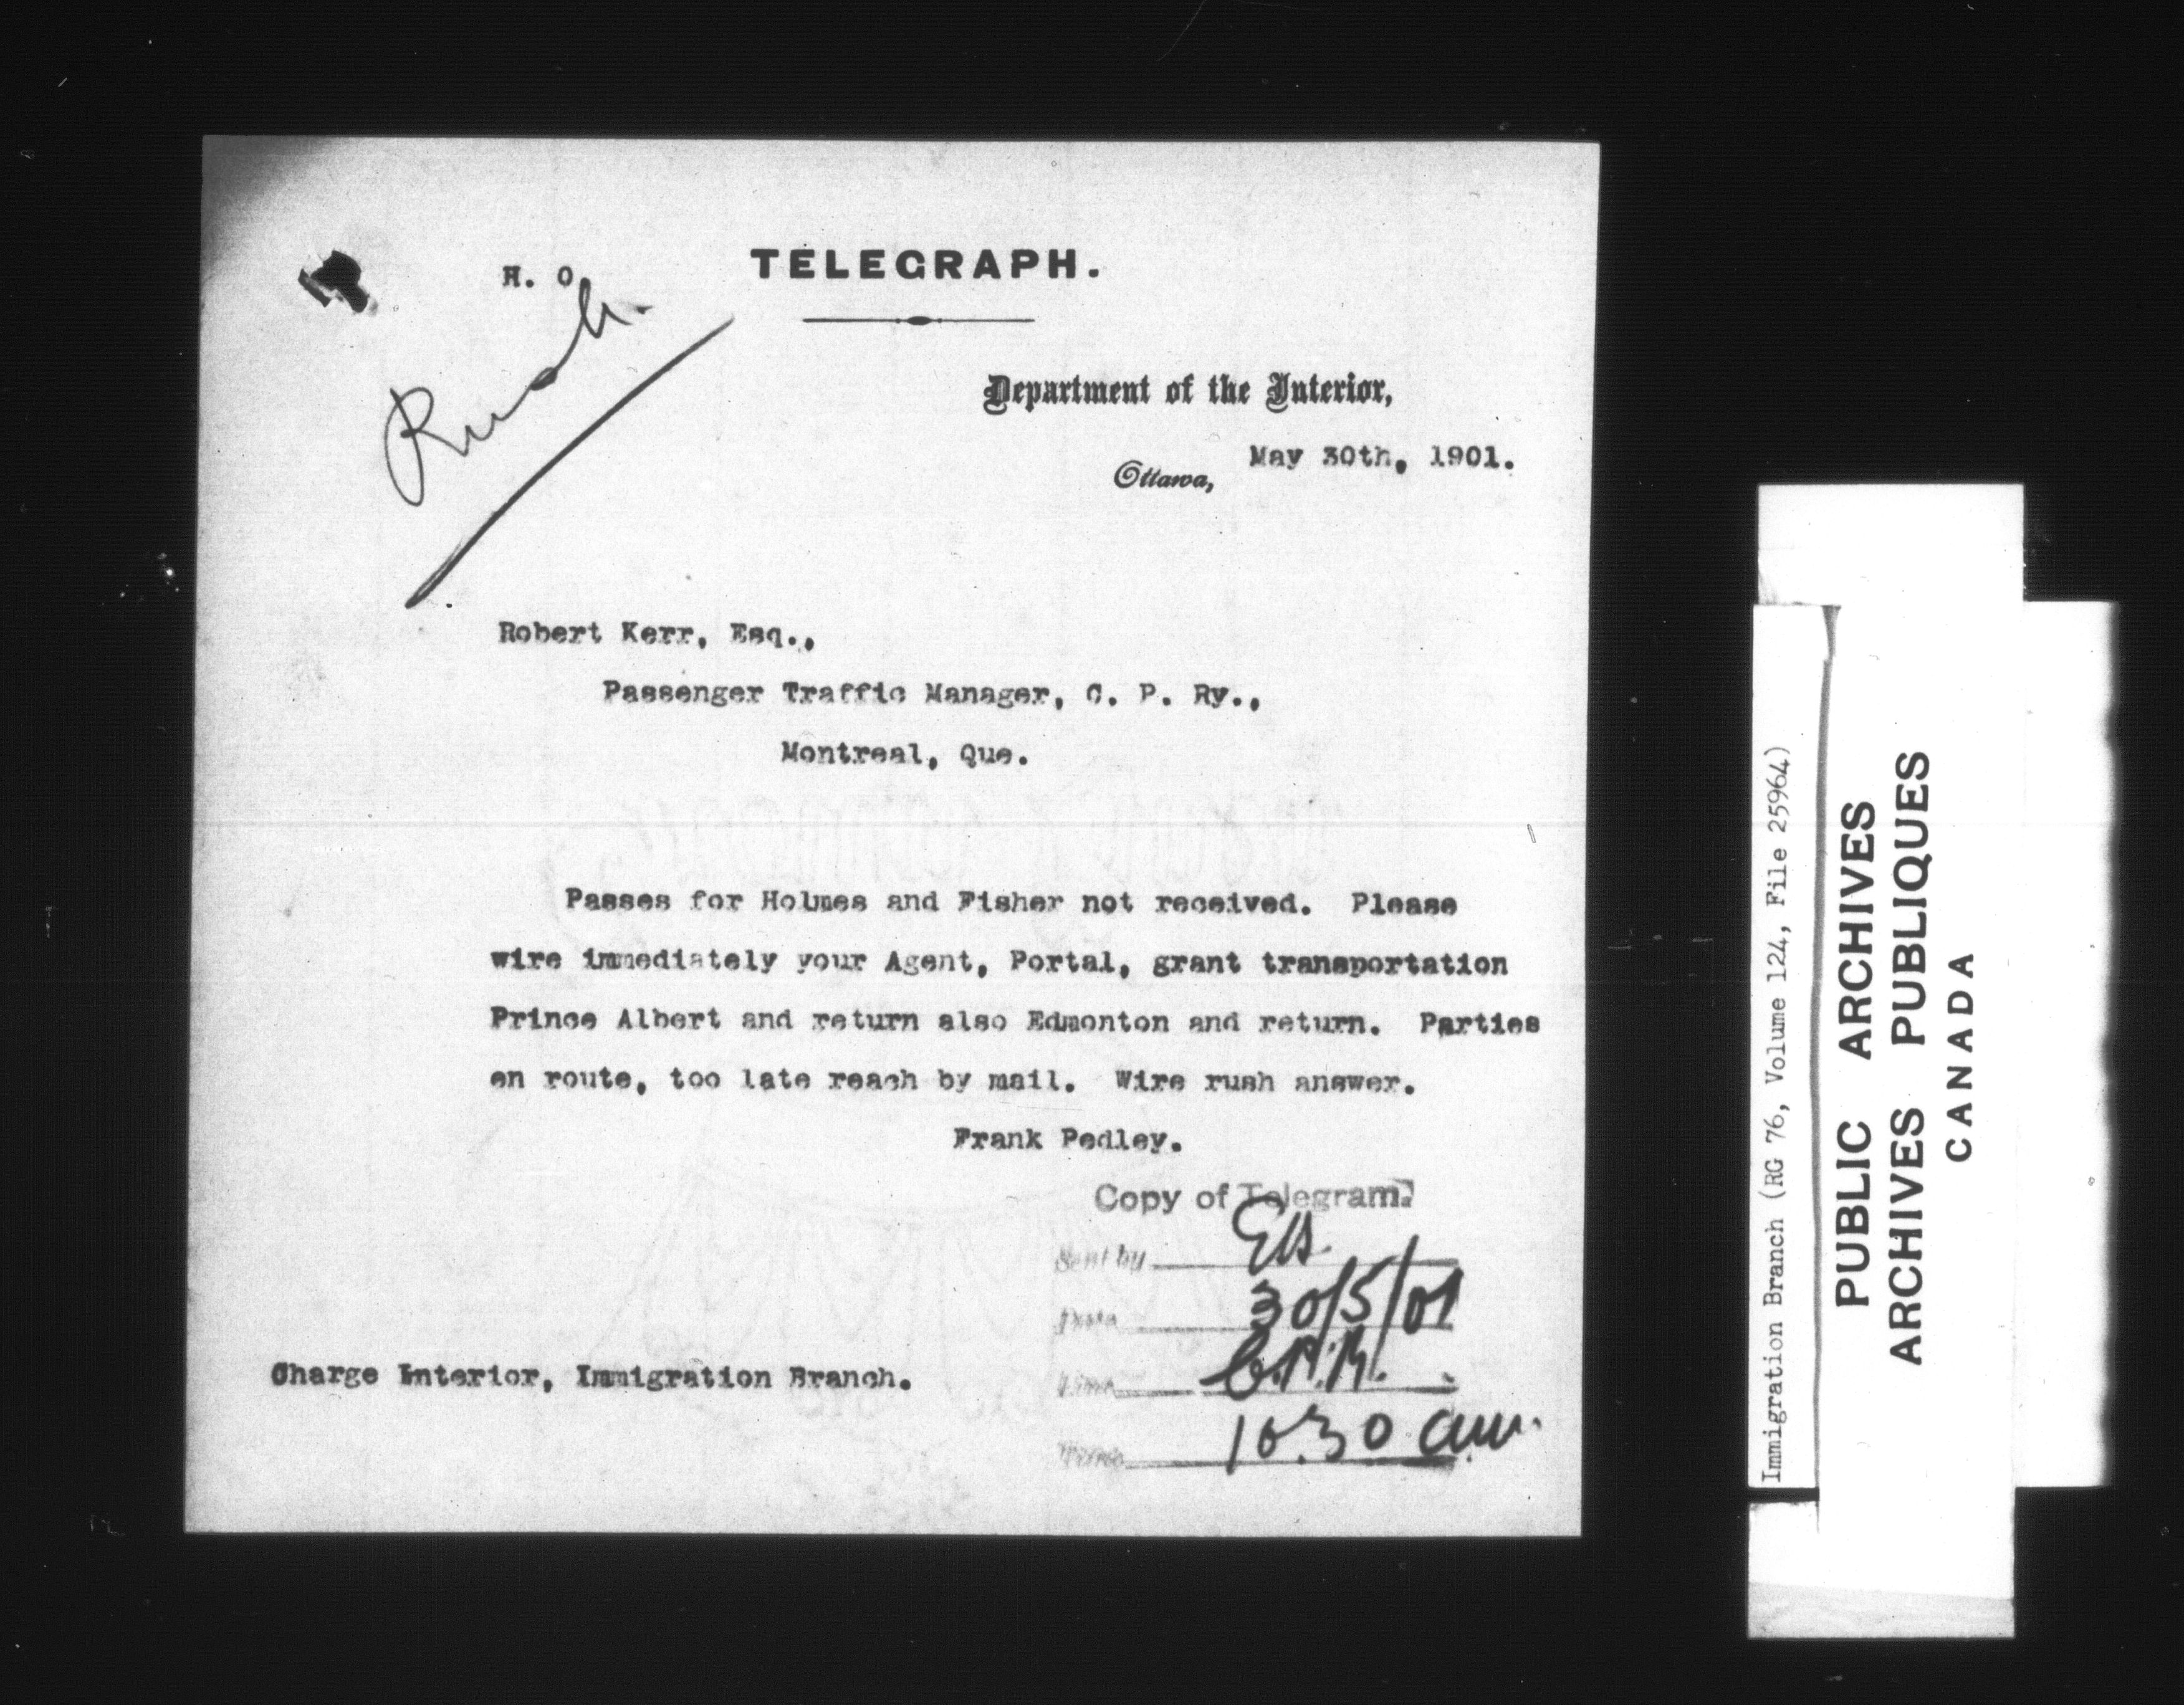 H. O
TELEGRAPH.
Rush.
Department of the Interior,
Ottawa, May 30th, 1901.
Robert Kerr, Esq.,
Passenger Traffic Manager, C. P. Ry.,
Montreal, Que.
Passes for Holmes and Fisher not received. Please
wire immediately your Agent, Portal, grant transportation
Prince Albert and return also Edmonton and return. Parties
en route, too late reach by mail. Wire rush answer.
Frank Pedley.
Copy of Telegram.
Sent by
Date 30/5/01
C.P.R.
Time 10.30 am.
Charge Interior, Immigration Branch.
Immigration Branch (RG 76, Volume 124, File 25964)
PUBLIC ARCHIVES
ARCHIVES PUBLIQUES
CANADA